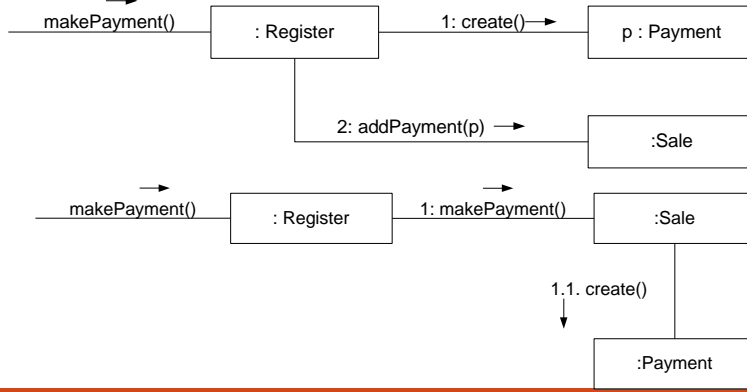 makePayment()
: Register
1: create()
p : Payment
2: addPayment(p)
:Sale
makePayment()
: Register
1: makePayment()
:Sale
1.1. create()
:Payment